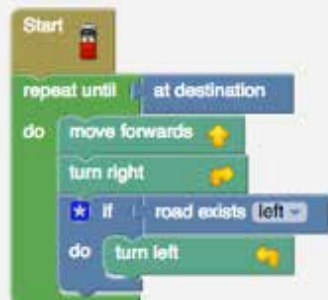 Start
repeat until at destination
do move forwards
turn right
if road exists left
do turn left